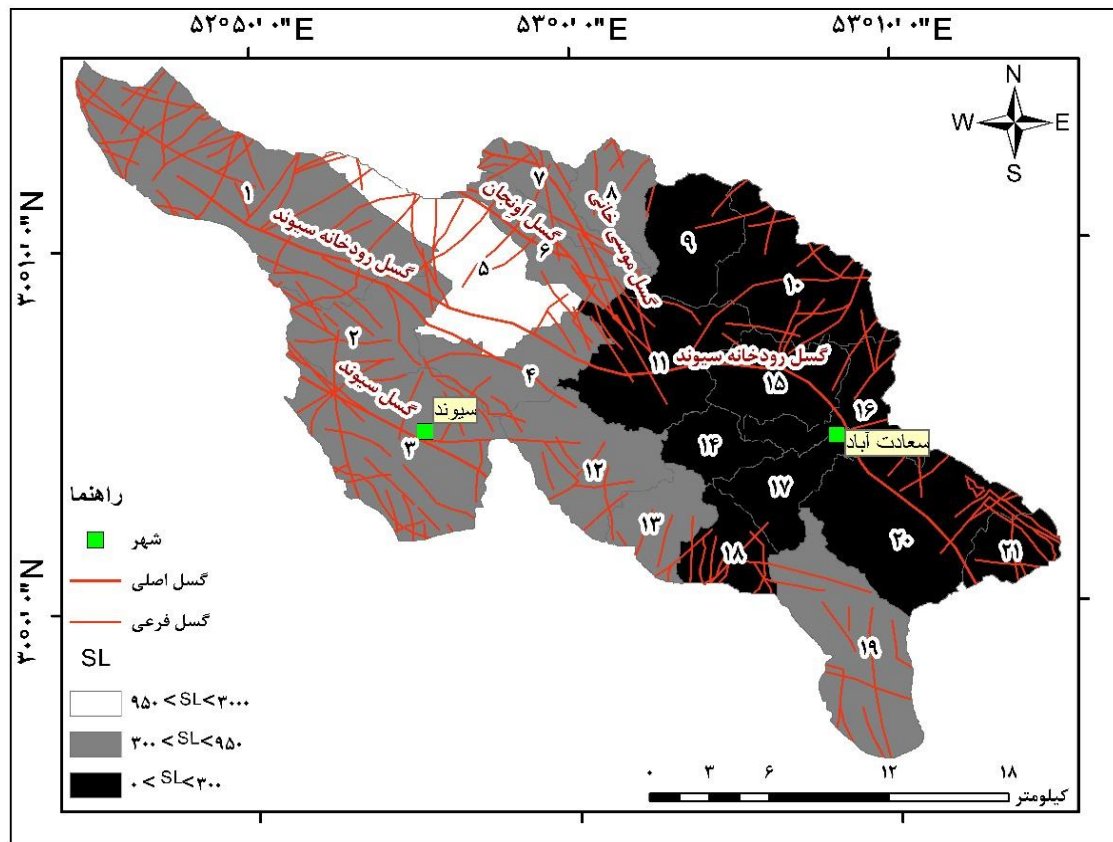 ۵۲°۵۰'۰"E
۵۳°۰'۰"E
۵۳°۱۰'۰"E
۳۰°۱۰'۰"N
۳۰°۰'۰"N
N
W
E
S
۱
۲
۳
۴
۵
۶
۷
۸
۹
۱۰
۱۱
۱۲
۱۳
۱۴
۱۵
۱۶
۱۷
۱۸
۱۹
۲۰
۲۱
گسل رودخانه سیوند
گسل آونجان
گسل موسی خانی
گسل رودخانه سیوند
گسل سیوند
سیوند
سعادت آباد
راهنما
شهر
گسل اصلی
گسل فرعی
SL
۹۵۰ < SL < ۳۰۰۰
۳۰۰ < SL < ۹۵۰
۰ < SL < ۳۰۰
۰ ۳ ۶ ۱۲ ۱۸
کیلومتر